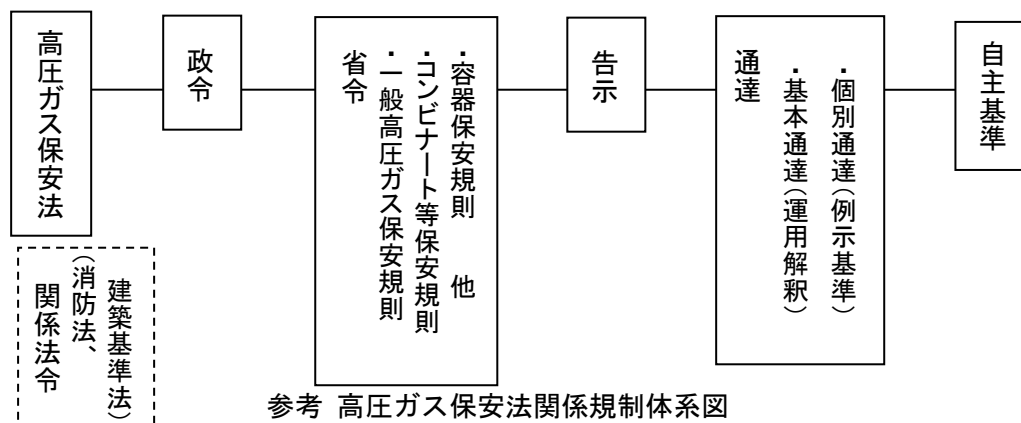 高圧ガス保安法
政令
省令
・一般高圧ガス保安規則
・コンビナート等保安規則
・容器保安規則　他
告示
通達
・基本通達(運用解釈)
・個別通達(例示基準)
自主基準
関係法令
(消防法、
建築基準法)
参考 高圧ガス保安法関係規制体系図